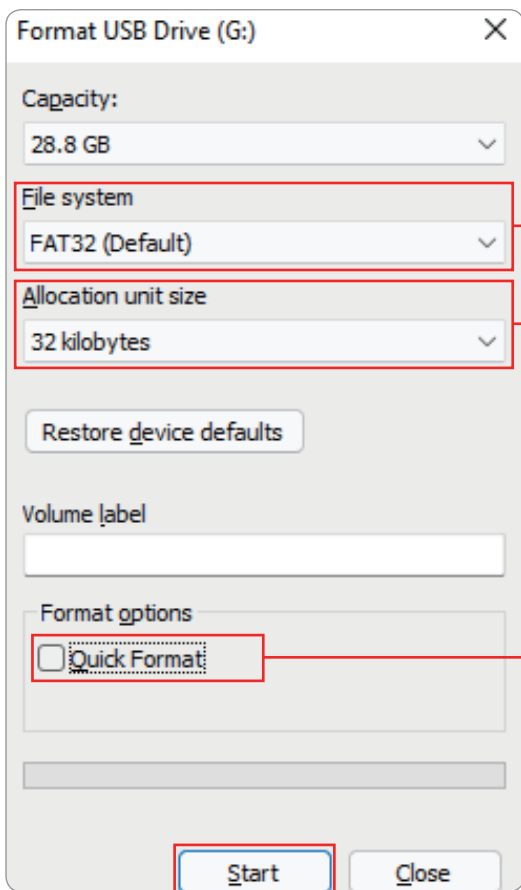 Format USB Drive (G:)
Capacity:
28.8 GB
File system
FAT32 (Default)
Allocation unit size
32 kilobytes
Restore device defaults
Volume label
Format options
Quick Format
Start Close